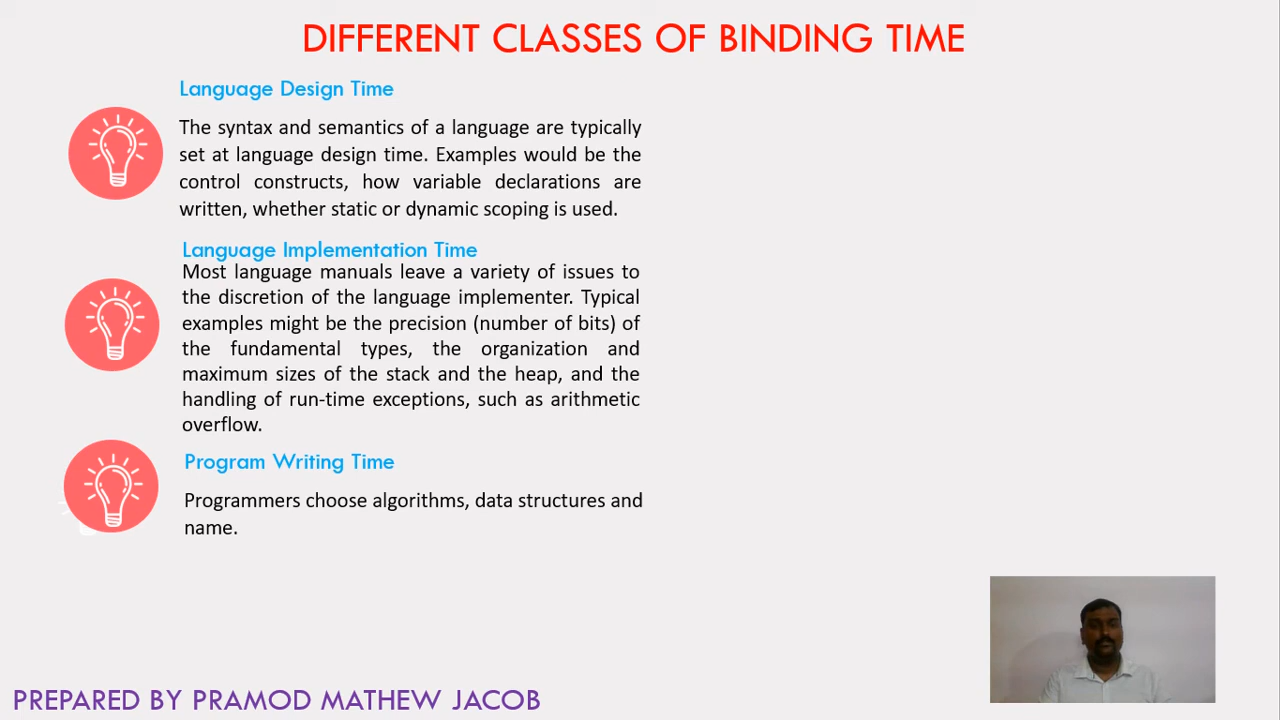 DIFFERENT CLASSES OF BINDING TIME
Language Design Time
The syntax and semantics of a language are typically
set at language design time. Examples would be the
control constructs, how variable declarations are
written, whether static or dynamic scoping is used.
Language Implementation Time
Most language manuals leave a variety of issues to
the discretion of the language implementer. Typical
examples might be the precision (number of bits) of
the fundamental types, the organization and
maximum sizes of the stack and the heap, and the
handling of run-time exceptions, such as arithmetic
overflow.
Program Writing Time
Programmers choose algorithms, data structures and
name.
PREPARED BY PRAMOD MATHEW JACOB